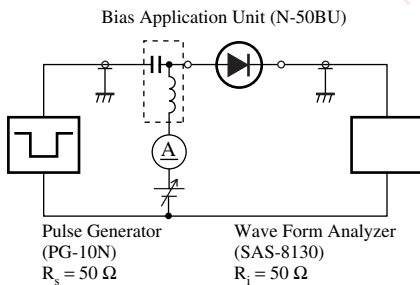 Bias Application Unit (N-50BU)
A
Pulse Generator
(PG-10N)
Rs = 50 Ω
Wave Form Analyzer
(SAS-8130)
Ri = 50 Ω